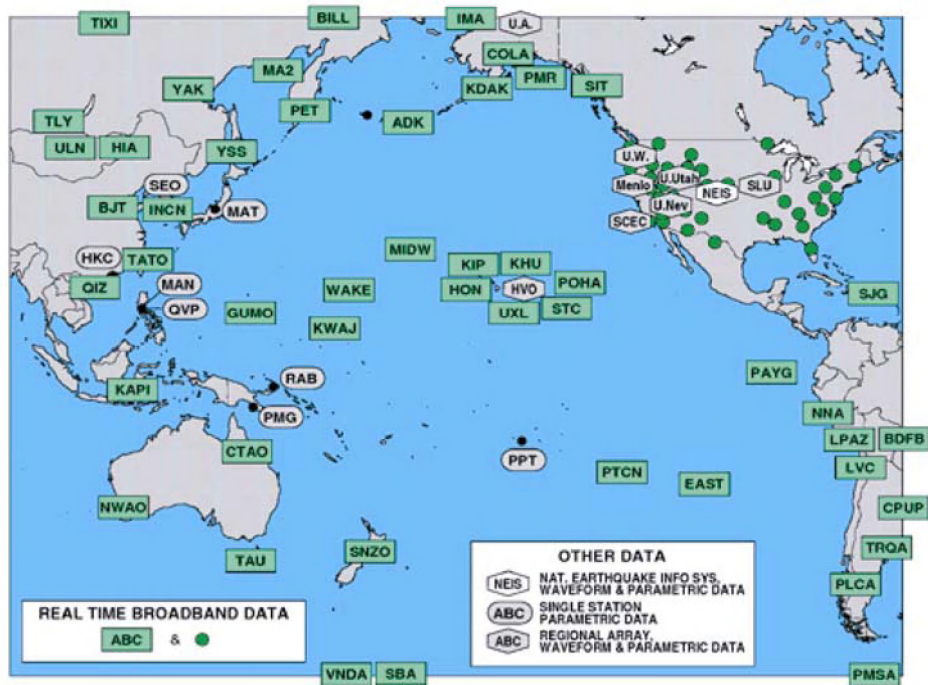 TIXI
BILL
IMA
U.A.
COLA
MA2
PMR
YAK
KDAK
SIT
PET
TLY
ADK
ULN
HIA
YSS
U.W.
SEO
Menlo
U.Utah
NEIS
SLU
BJT
INCN
MAT
U.Nev
SCEC
MIDW
HKC
TATO
KIP
KHU
QIZ
MAN
WAKE
HON
HVO
POHA
SJG
QVP
GUMO
UXL
STC
KWAJ
RAB
PAYG
KAPI
PMG
NNA
CTAO
PPT
LPAZ
BDFB
PTCN
LVC
EAST
NWAO
CPUP
TAU
SNZO
TRQA
PLCA
OTHER DATA
NEIS NAT. EARTHQUAKE INFO SYS.
WAVEFORM & PARAMETRIC DATA
ABC SINGLE STATION
PARAMETRIC DATA
ABC REGIONAL ARRAY,
WAVEFORM & PARAMETRIC DATA
REAL TIME BROADBAND DATA
ABC &
VNDA
SBA
PMSA